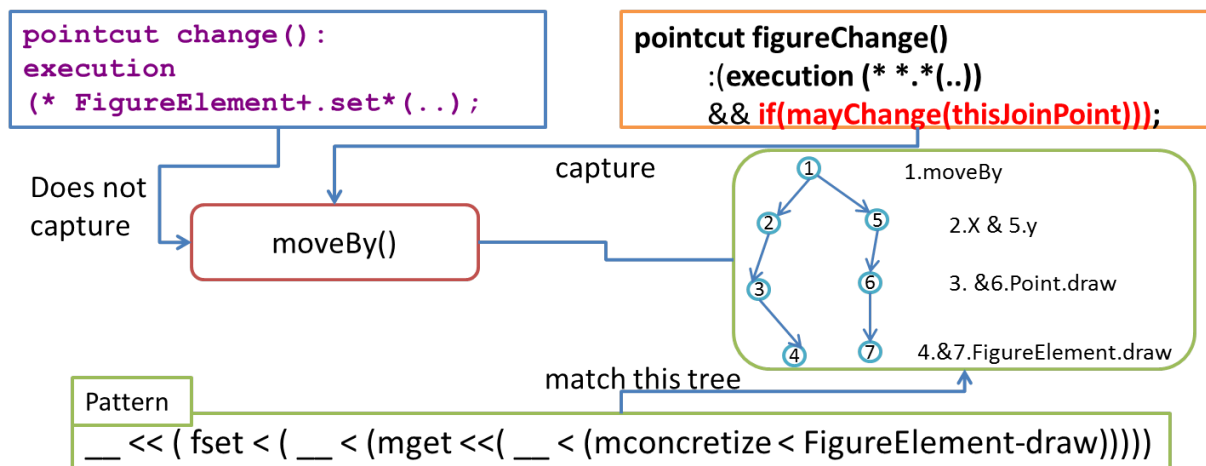 pointcut change():
execution
(* FigureElement+.set*(..);
pointcut figureChange()
:(execution (* *.*(..))
&& if(mayChange(thisJoinPoint)));
Does not
capture
capture
moveBy()
1
2
3
4
5
6
7
1.moveBy
2.X & 5.y
3. &6.Point.draw
4.&7.FigureElement.draw
match this tree
Pattern
__ << ( fset < ( __ < (mget <<( __ < (mconcretize < FigureElement-draw)))))